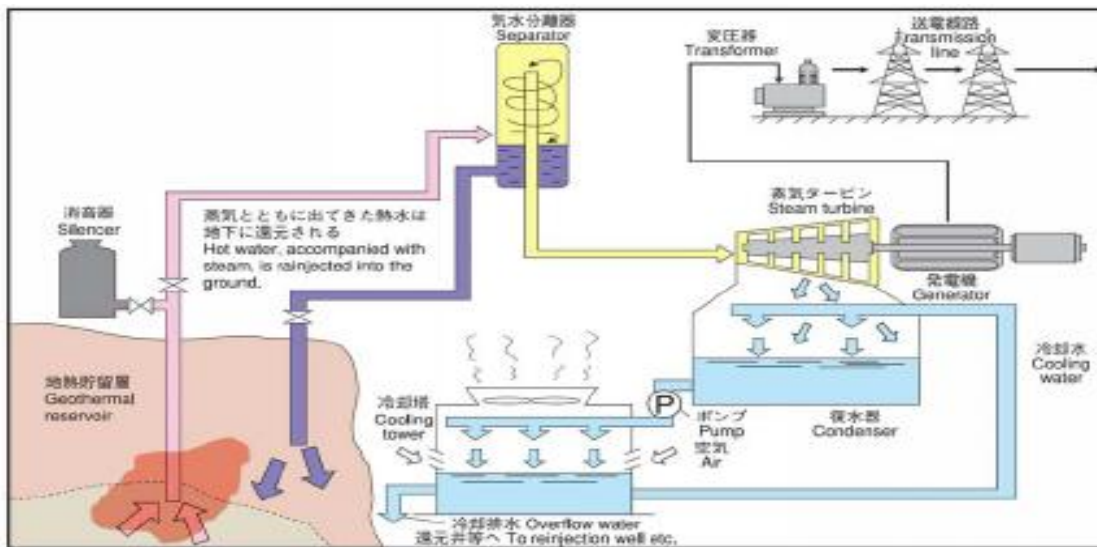 気水分離器
Separator
変圧器
Transformer
送電線路
Transmission
line
消音器
Silencer
蒸気とともに出てきた熱水は
地下に還元される
Hot water, accompanied with
steam, is rainjected into the
ground.
蒸気タービン
Steam turbine
発電機
Generator
地熱貯留層
Geothermal
reservoir
冷却塔
Cooling
tower
P
ポンプ
Pump
空気
Air
復水器
Condenser
冷却水
Cooling
water
冷却排水 Overflow water
還元井等へ To reinjection well etc.